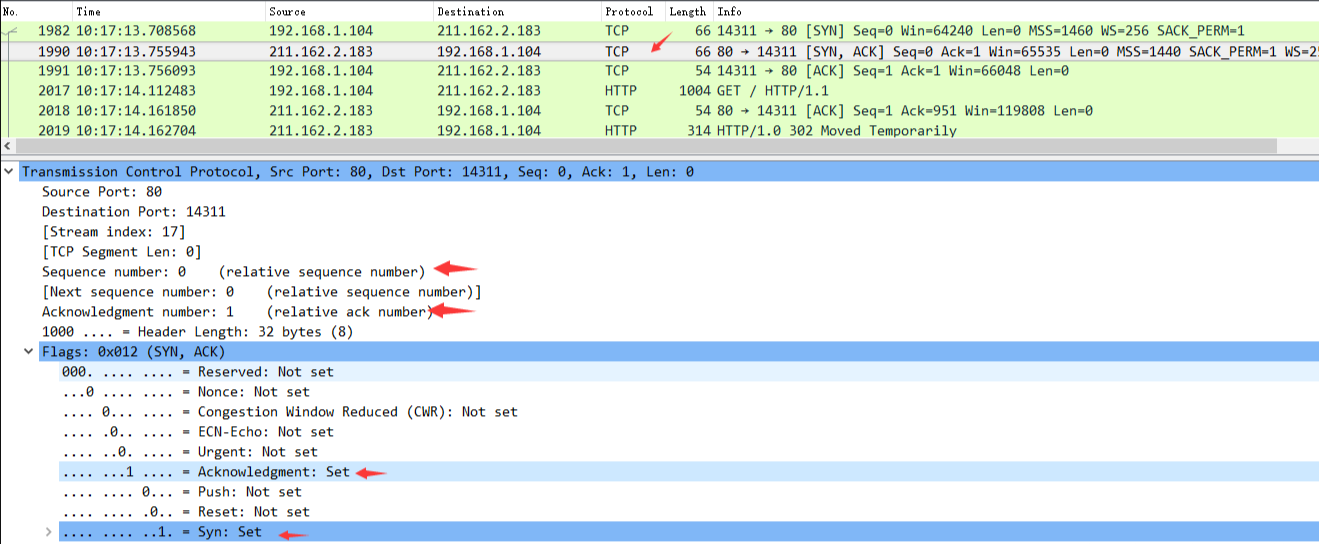 No. Time Source Destination Protocol Length Info
1982 10:17:13.708568 192.168.1.104 211.162.2.183 TCP 66 14311 → 80 [SYN] Seq=0 Win=64240 Len=0 MSS=1460 WS=256 SACK_PERM=1
1990 10:17:13.755943 211.162.2.183 192.168.1.104 TCP 66 80 → 14311 [SYN, ACK] Seq=0 Ack=1 Win=65535 Len=0 MSS=1440 SACK_PERM=1
1991 10:17:13.756093 192.168.1.104 211.162.2.183 TCP 54 14311 → 80 [ACK] Seq=1 Ack=1 Win=66048 Len=0
2017 10:17:14.112483 192.168.1.104 211.162.2.183 HTTP 1004 GET / HTTP/1.1
2018 10:17:14.161850 211.162.2.183 192.168.1.104 TCP 54 80 → 14311 [ACK] Seq=1 Ack=951 Win=119808 Len=0
2019 10:17:14.162704 211.162.2.183 192.168.1.104 HTTP 314 HTTP/1.0 302 Moved Temporarily
Transmission Control Protocol, Src Port: 80, Dst Port: 14311, Seq: 0, Ack: 1, Len: 0
Source Port: 80
Destination Port: 14311
[Stream index: 17]
[TCP Segment Len: 0]
Sequence number: 0 (relative sequence number)
[Next sequence number: 0 (relative sequence number)]
Acknowledgment number: 1 (relative ack number)
1000 .... = Header Length: 32 bytes (8)
Flags: 0x012 (SYN, ACK)
000. .... .... = Reserved: Not set
...0 .... .... = Nonce: Not set
.... 0... .... = Congestion Window Reduced (CWR): Not set
.... .0.. .... = ECN-Echo: Not set
.... ..0. .... = Urgent: Not set
.... ...1 .... = Acknowledgment: Set
.... .... 0... = Push: Not set
.... .... .0.. = Reset: Not set
.... .... ..1. = Syn: Set